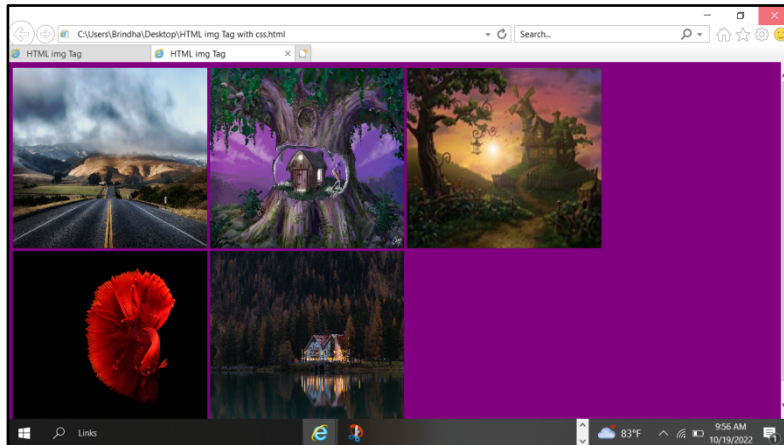 C:\Users\Brindha\Desktop\HTML img Tag with css.html
Search...
HTML img Tag
HTML img Tag
Links
83°F
9:56 AM
10/19/2022
1